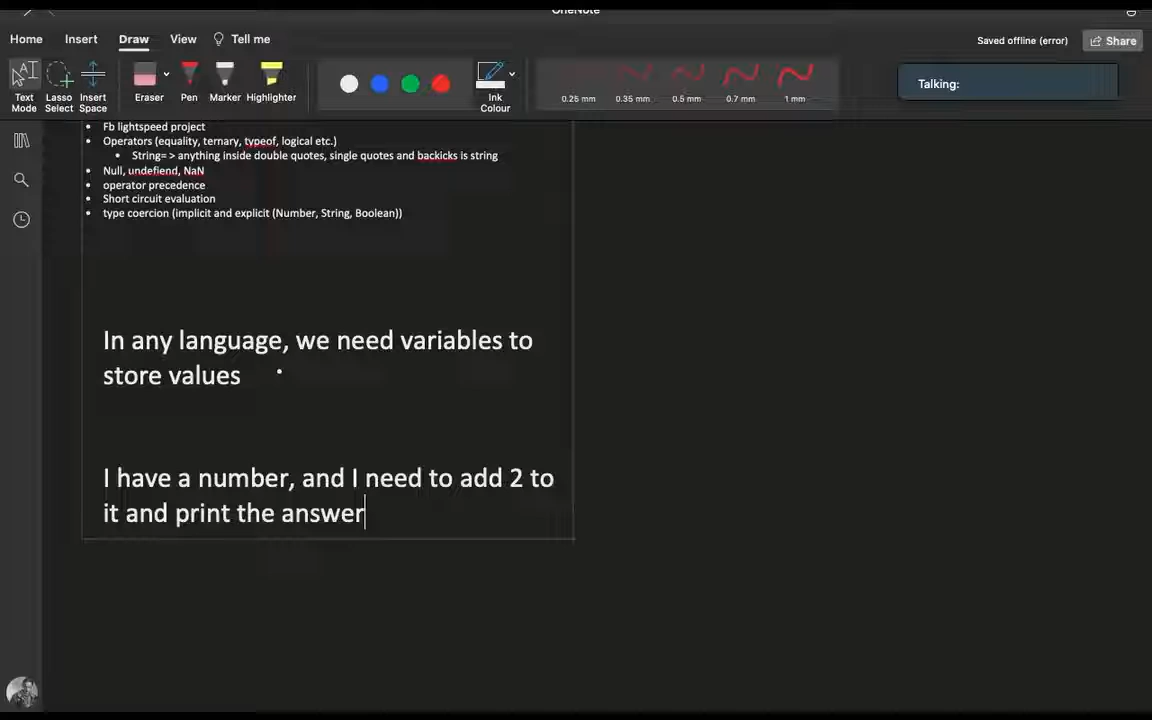 OneNote
Home Insert Draw View Tell me
Saved offline (error) Share
Text Mode
Lasso Select
Insert Space
Eraser
Pen
Marker
Highlighter
Ink Colour
0.25 mm 0.35 mm 0.5 mm 0.7 mm 1 mm
Talking:
Fb lightspeed project
Operators (equality, ternary, typeof, logical etc.)
String= > anything inside double quotes, single quotes and backicks is string
Null, undefiend, NaN
operator precedence
Short circuit evaluation
type coercion (implicit and explicit (Number, String, Boolean))
In any language, we need variables to
store values
I have a number, and I need to add 2 to
it and print the answer